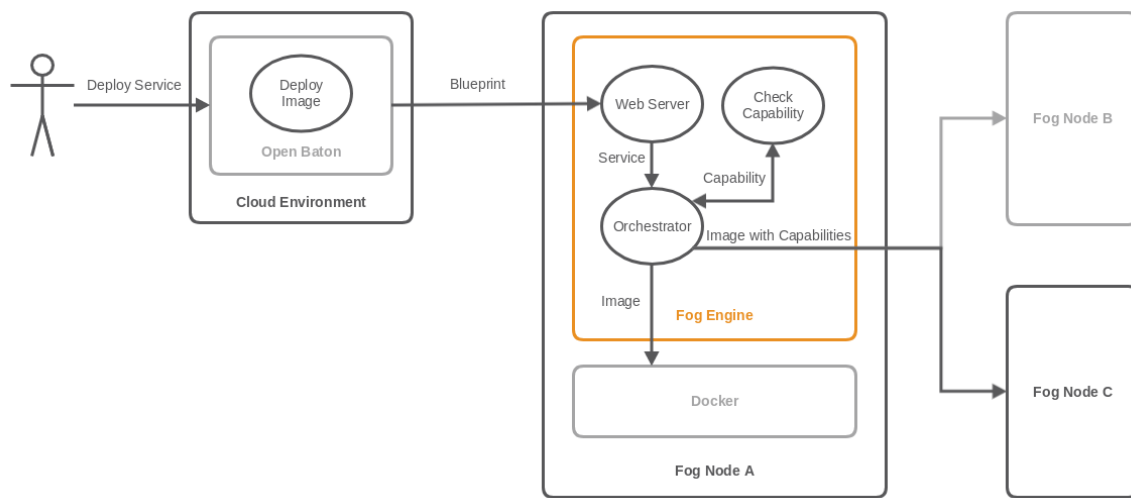 Deploy Service
Deploy
Image
Open Baton
Cloud Environment
Blueprint
Web Server
Check
Capability
Service
Capability
Orchestrator
Image with Capabilities
Image
Fog Engine
Docker
Fog Node A
Fog Node B
Fog Node C